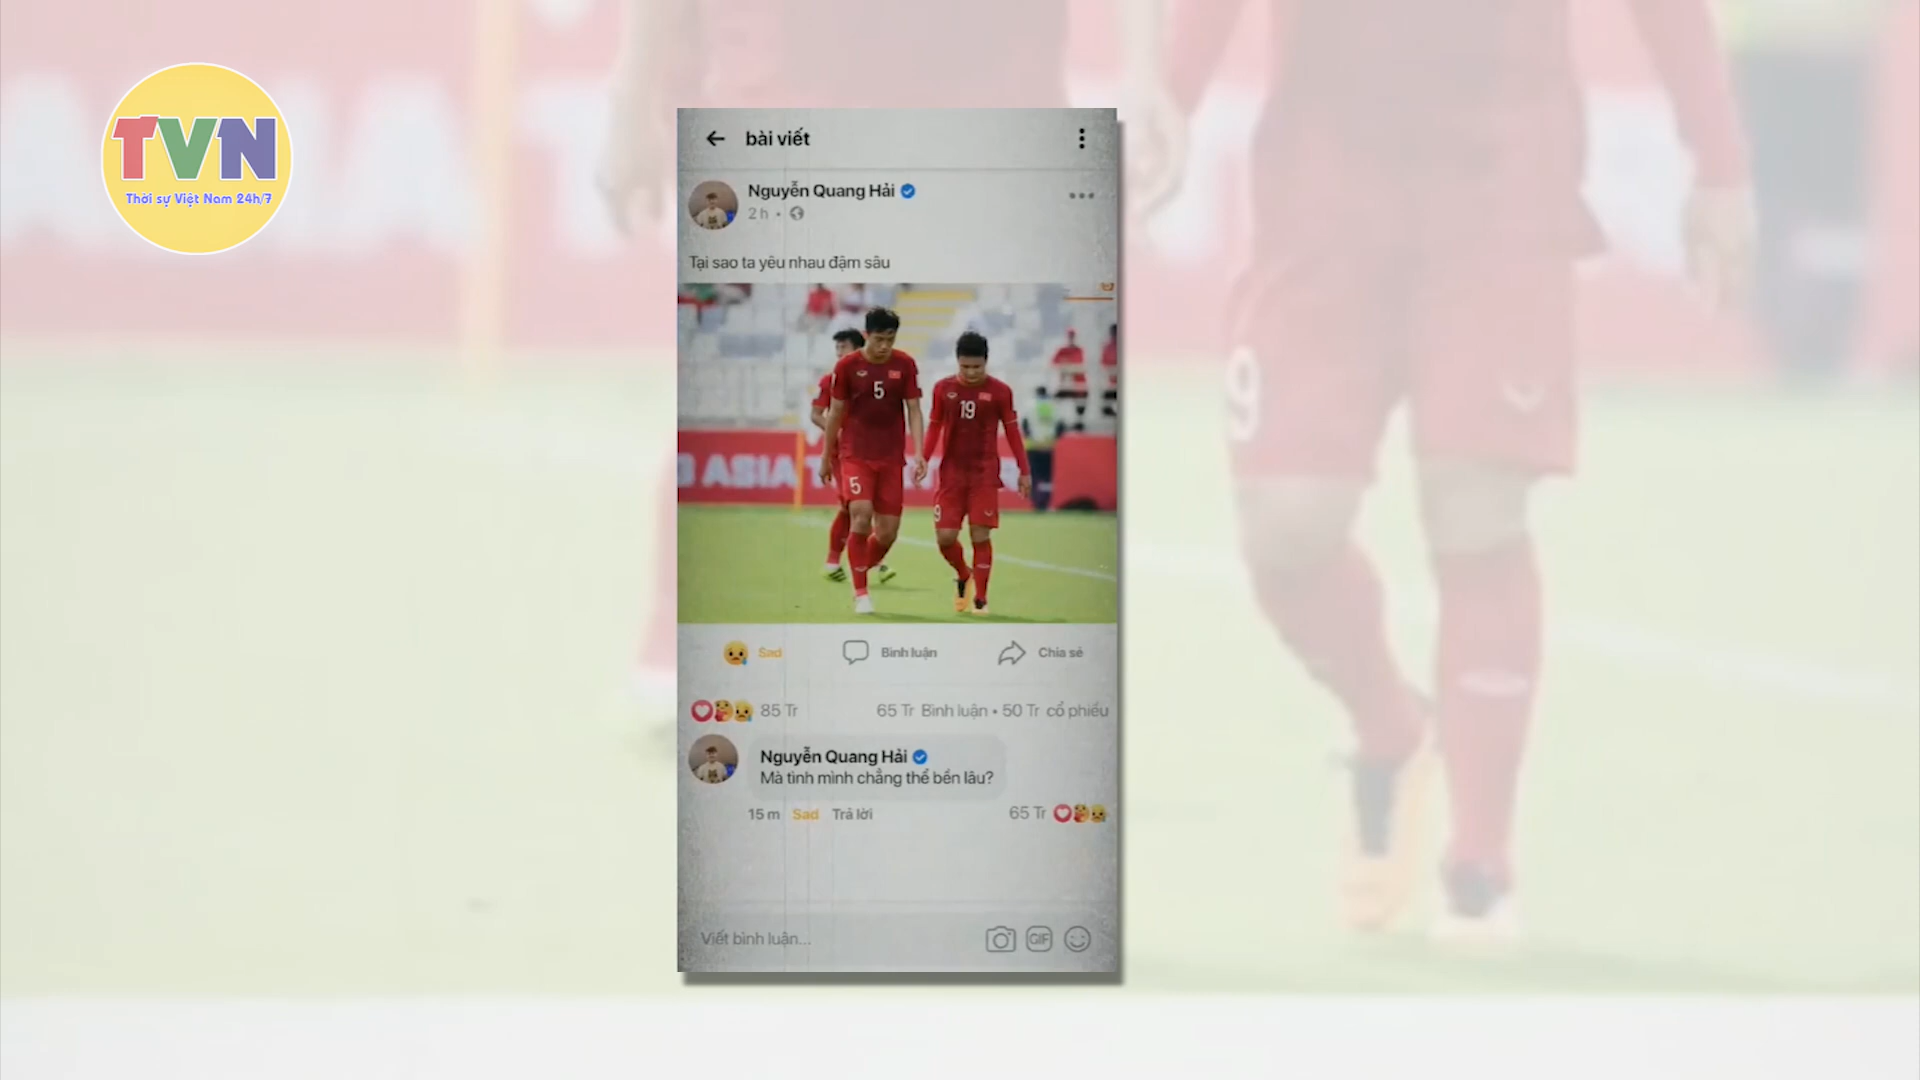 TVN
Thời sự Việt Nam 24h/7
bài viết
Nguyễn Quang Hải
2 h
Tại sao ta yêu nhau đậm sâu
5
19
ASIA
5
9
9
Sad
Bình luận
Chia sẻ
85 Tr
65 Tr Bình luận • 50 Tr cổ phiếu
Nguyễn Quang Hải
Mà tình mình chẳng thể bền lâu?
15 m Sad Trả lời
65 Tr
Viết bình luận...
GIF